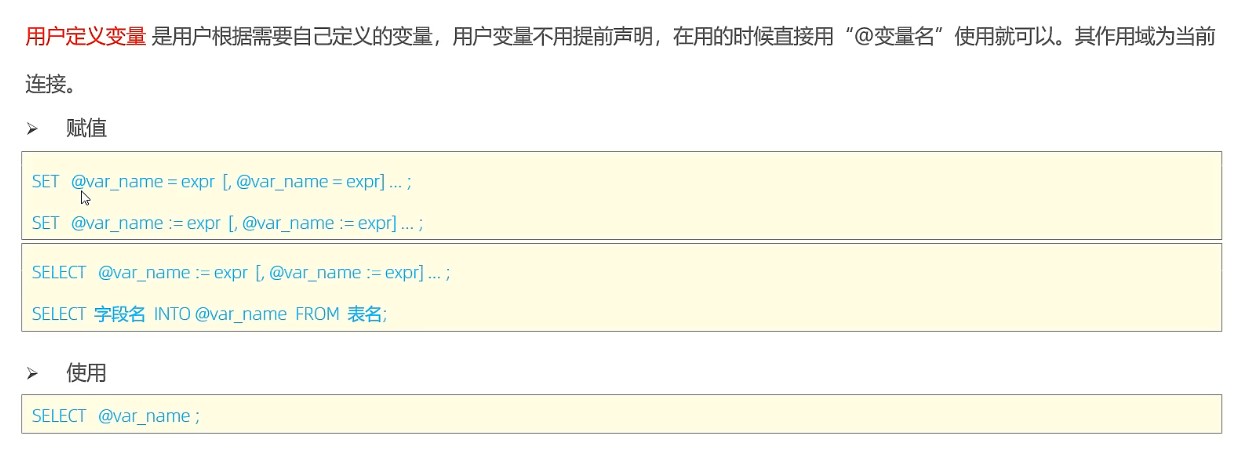 用户定义变量 是用户根据需要自己定义的变量，用户变量不用提前声明，在用的时候直接用“@变量名”使用就可以。其作用域为当前
连接。
➢ 赋值
SET @var_name = expr [, @var_name = expr] ... ;
SET @var_name := expr [, @var_name := expr] ... ;
SELECT @var_name := expr [, @var_name := expr] ... ;
SELECT 字段名 INTO @var_name FROM 表名;
➢ 使用
SELECT @var_name ;